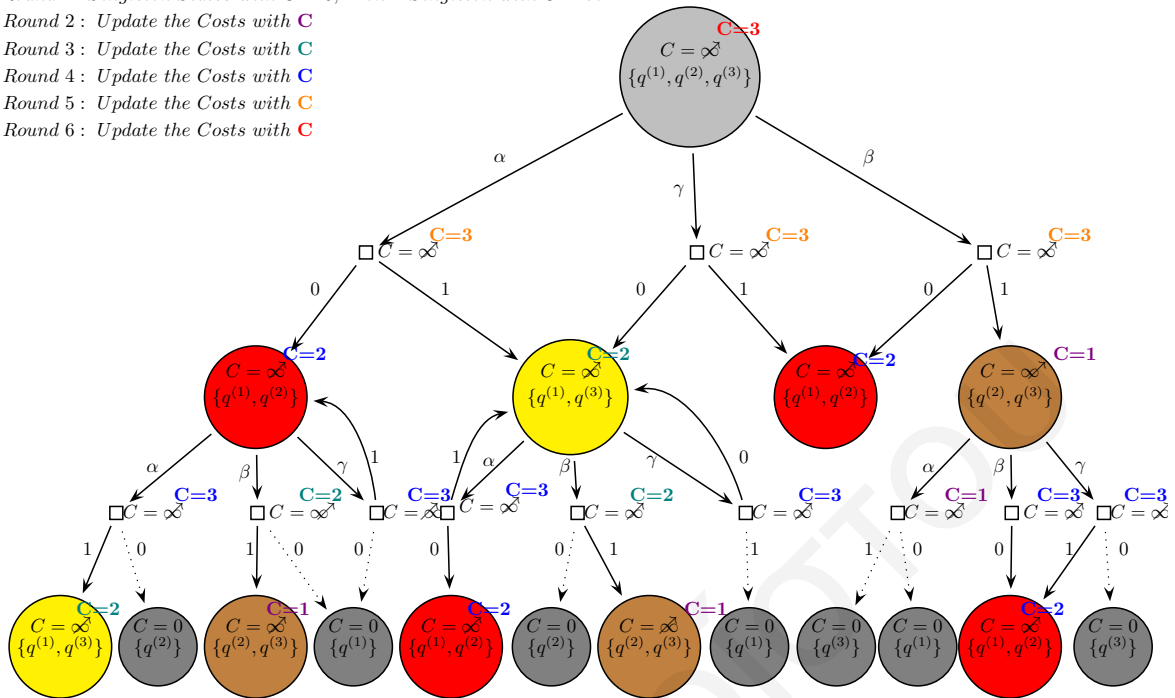 Round 2 : Update the Costs with C
Round 3 : Update the Costs with C
Round 4 : Update the Costs with C
Round 5 : Update the Costs with C
Round 6 : Update the Costs with C
C=3
C = ∞
{q⁽¹⁾, q⁽²⁾, q⁽³⁾}
α γ β
C = ∞ C=3 C = ∞ C=3 C = ∞ C=3
0 1 0 1 0 1
C=2 C=2 C=2 C=1
C = ∞ C = ∞ C = ∞ C = ∞
{q⁽¹⁾, q⁽²⁾} {q⁽¹⁾, q⁽³⁾} {q⁽¹⁾, q⁽²⁾} {q⁽²⁾, q⁽³⁾}
α β γ 1 1 α β γ 0 α β γ
C=3 C=2 C=3 C=3 C=2 C=3 C=1 C=3 C=3
C = ∞ C = ∞ C = ∞ C = ∞ C = ∞ C = ∞ C = ∞ C = ∞ C = ∞
1 0 1 0 0 0 0 1 1 1 0 0 1 0
C=2 C=1 C=2 C=1 C=2
C = ∞ C = 0 C = ∞ C = 0 C = ∞ C = 0 C = ∞ C = 0 C = 0 C = 0 C = ∞ C = 0
{q⁽¹⁾, q⁽³⁾} {q⁽²⁾} {q⁽²⁾, q⁽³⁾} {q⁽¹⁾} {q⁽¹⁾, q⁽²⁾} {q⁽²⁾} {q⁽²⁾, q⁽³⁾} {q⁽¹⁾} {q⁽³⁾} {q⁽¹⁾} {q⁽¹⁾, q⁽²⁾} {q⁽³⁾}